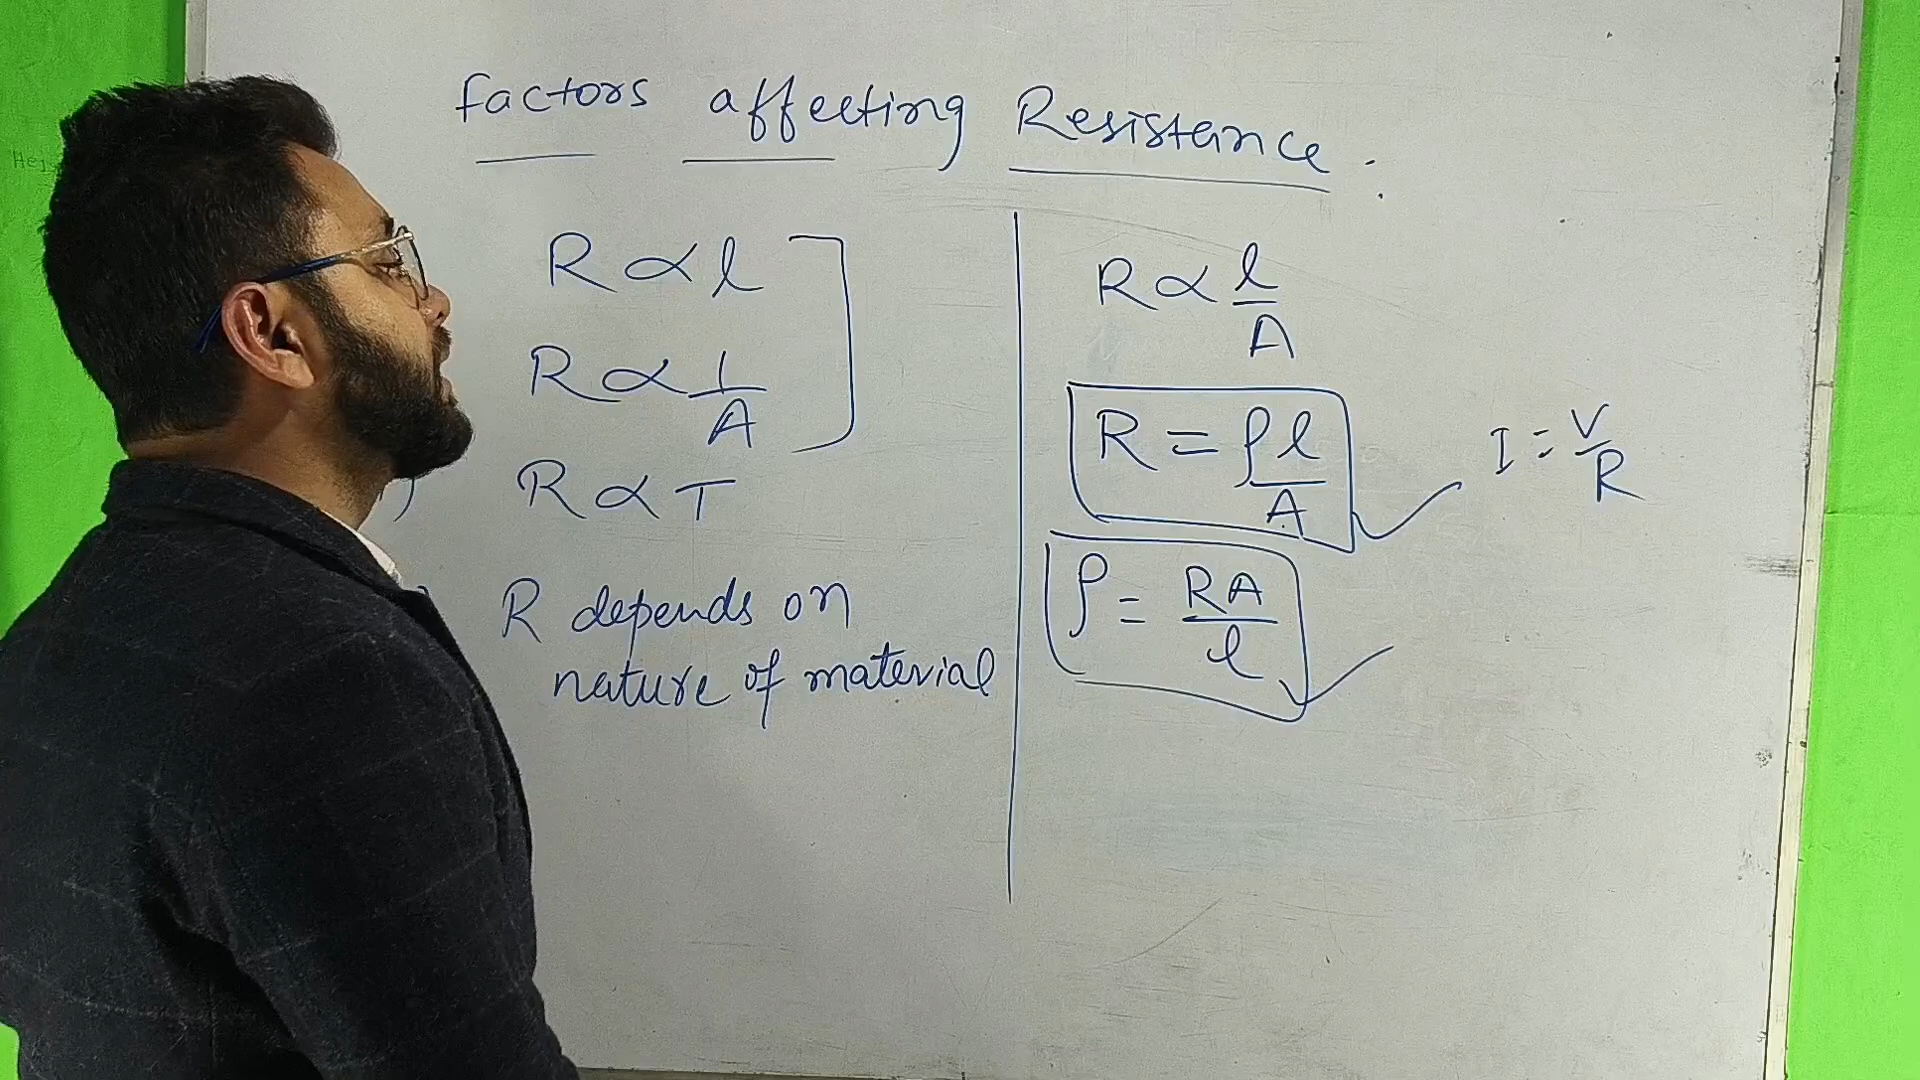 factors affecting Resistance :
R ∝ l
R ∝ 1/A
R ∝ T
R depends on
nature of material
R ∝ l/A
R = ρl/A
I = V/R
ρ = RA/l